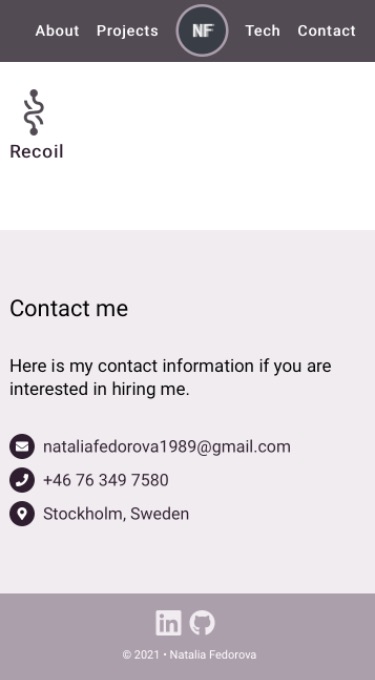 About Projects NF Tech Contact
Recoil
Contact me
Here is my contact information if you are
interested in hiring me.
nataliafedorova1989@gmail.com
+46 76 349 7580
Stockholm, Sweden
in
© 2021 • Natalia Fedorova